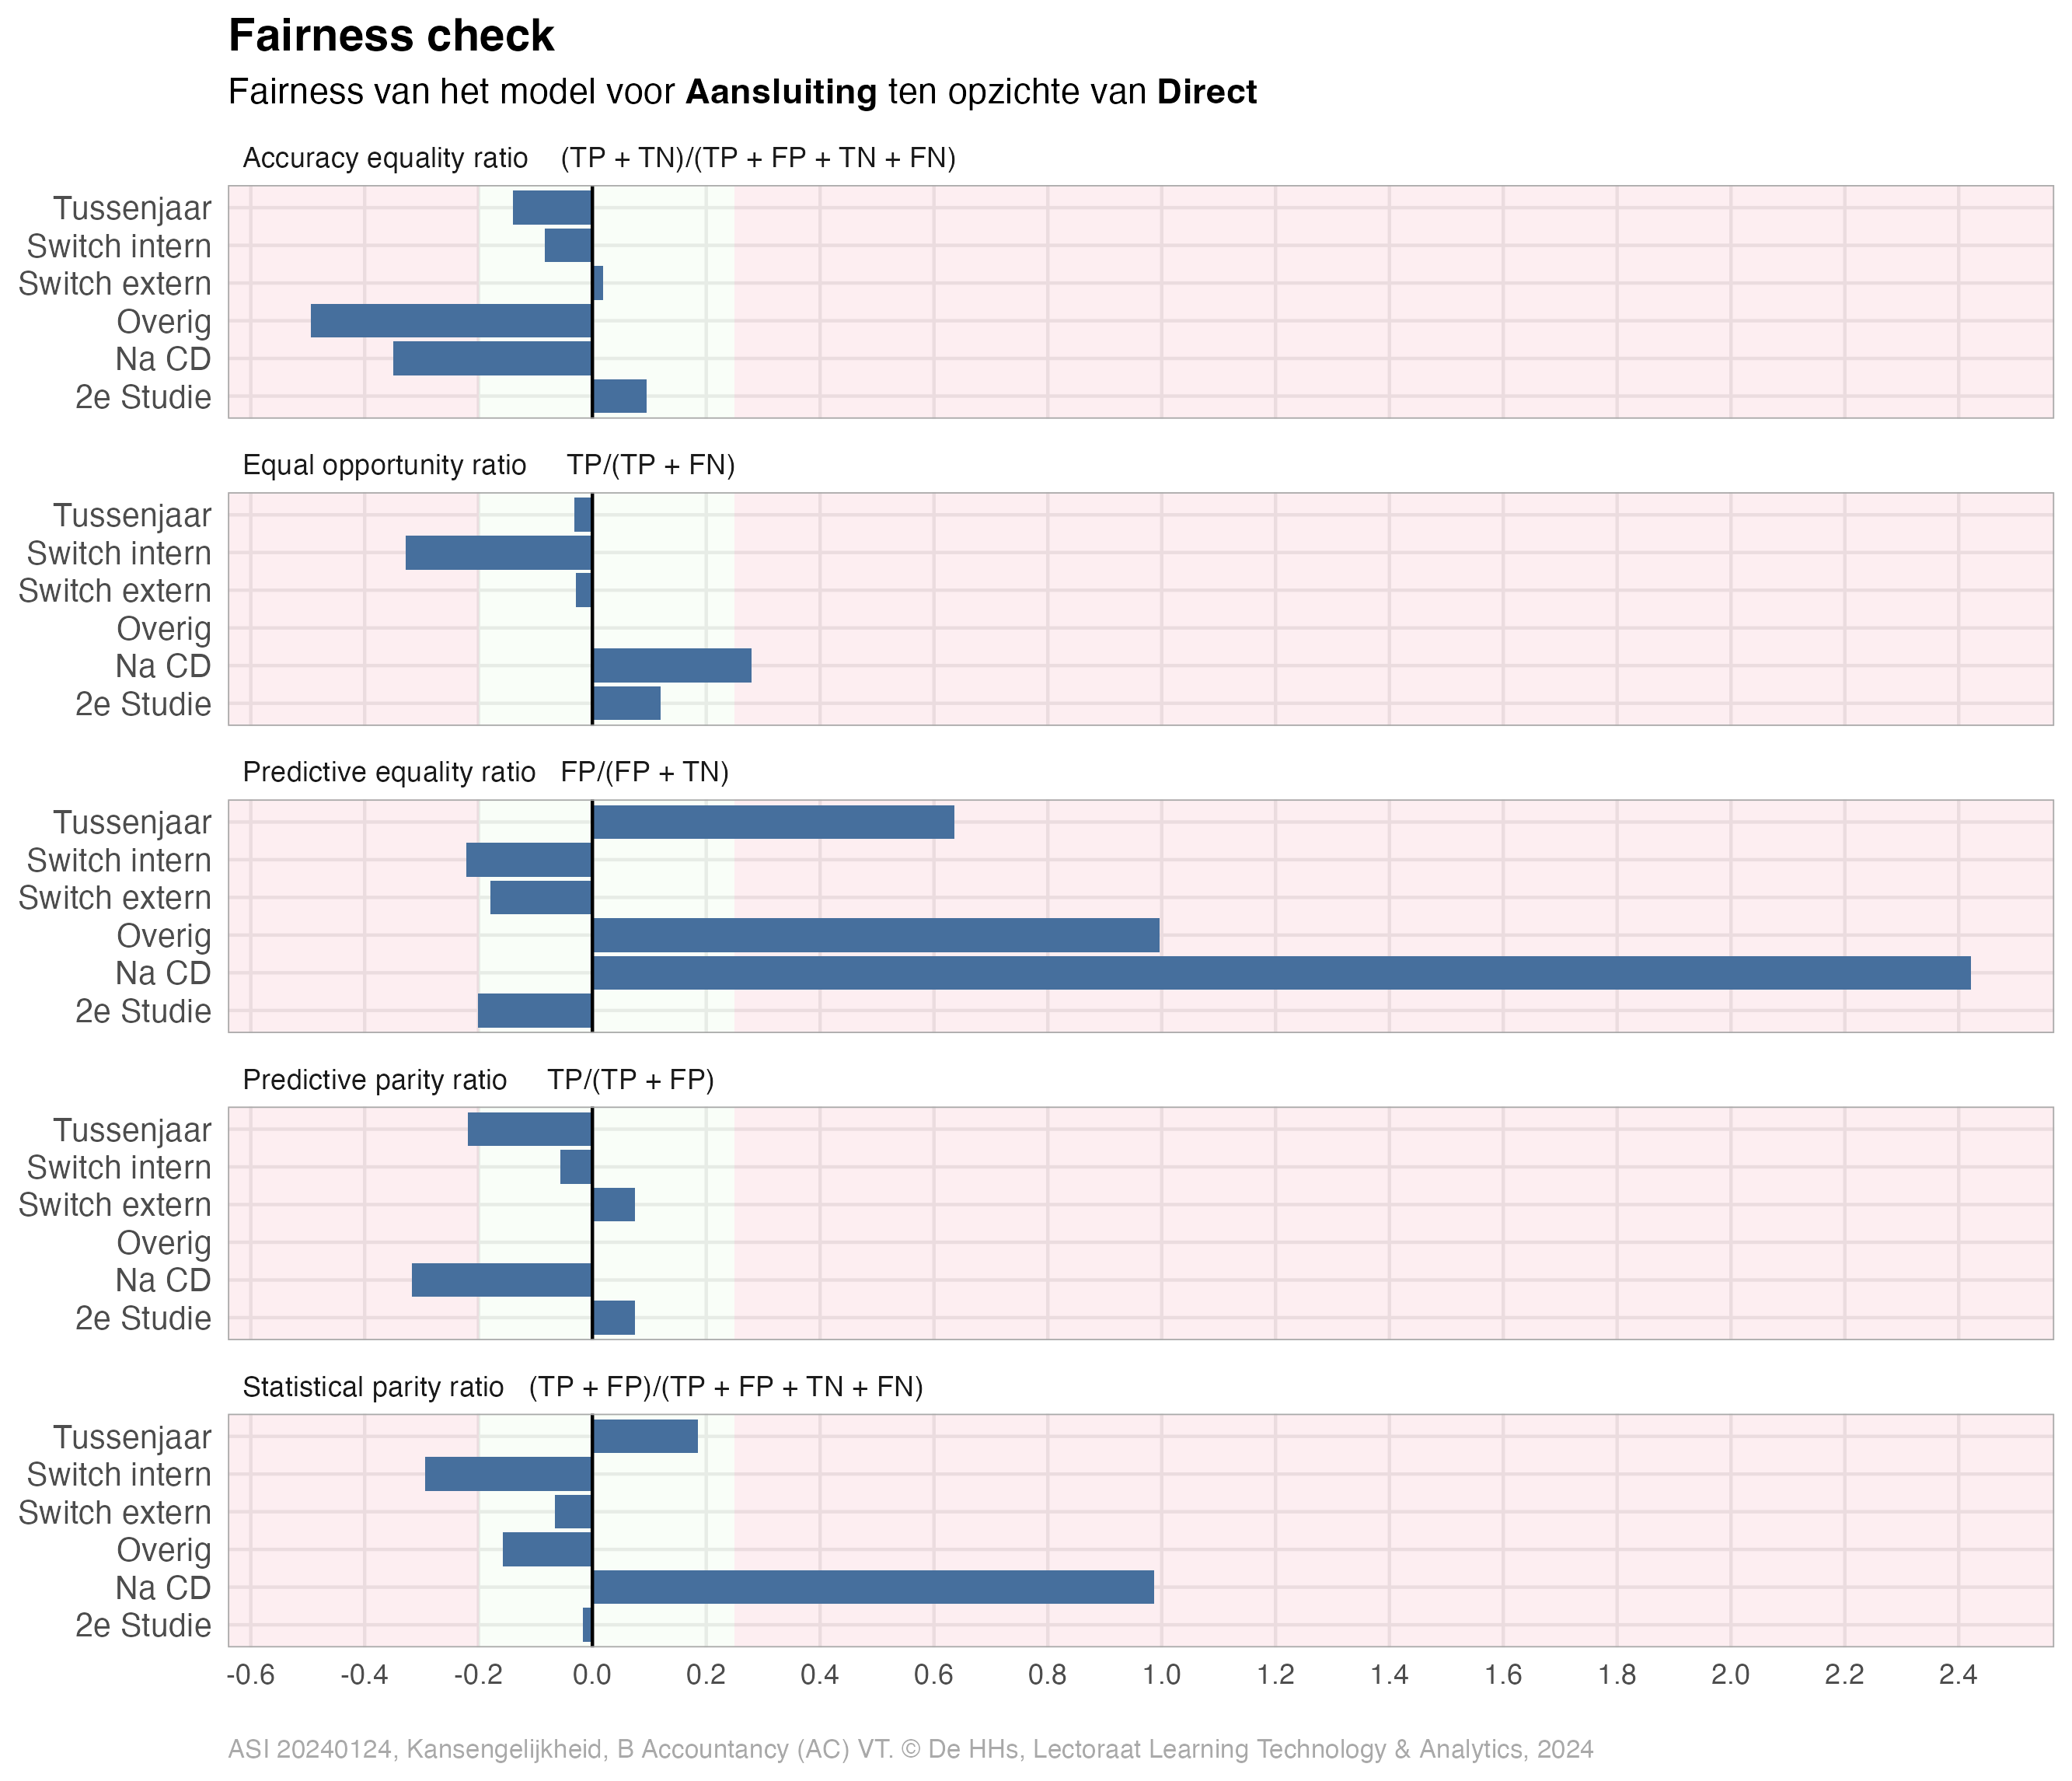 Fairness check
Fairness van het model voor Aansluiting ten opzichte van Direct
Accuracy equality ratio (TP + TN)/(TP + FP + TN + FN)
Tussenjaar
Switch intern
Switch extern
Overig
Na CD
2e Studie
Equal opportunity ratio TP/(TP + FN)
Tussenjaar
Switch intern
Switch extern
Overig
Na CD
2e Studie
Predictive equality ratio FP/(FP + TN)
Tussenjaar
Switch intern
Switch extern
Overig
Na CD
2e Studie
Predictive parity ratio TP/(TP + FP)
Tussenjaar
Switch intern
Switch extern
Overig
Na CD
2e Studie
Statistical parity ratio (TP + FP)/(TP + FP + TN + FN)
Tussenjaar
Switch intern
Switch extern
Overig
Na CD
2e Studie
-0.6 -0.4 -0.2 0.0 0.2 0.4 0.6 0.8 1.0 1.2 1.4 1.6 1.8 2.0 2.2 2.4
ASI 20240124, Kansengelijkheid, B Accountancy (AC) VT. © De HHs, Lectoraat Learning Technology & Analytics, 2024